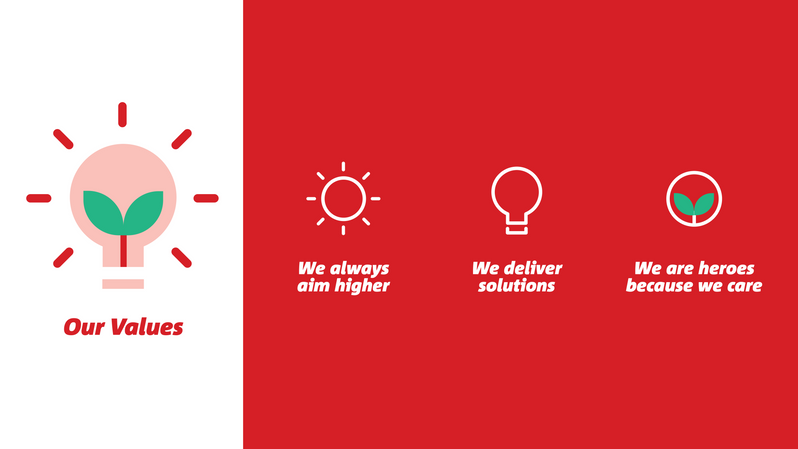 Our Values
We always
aim higher
We deliver
solutions
We are heroes
because we care